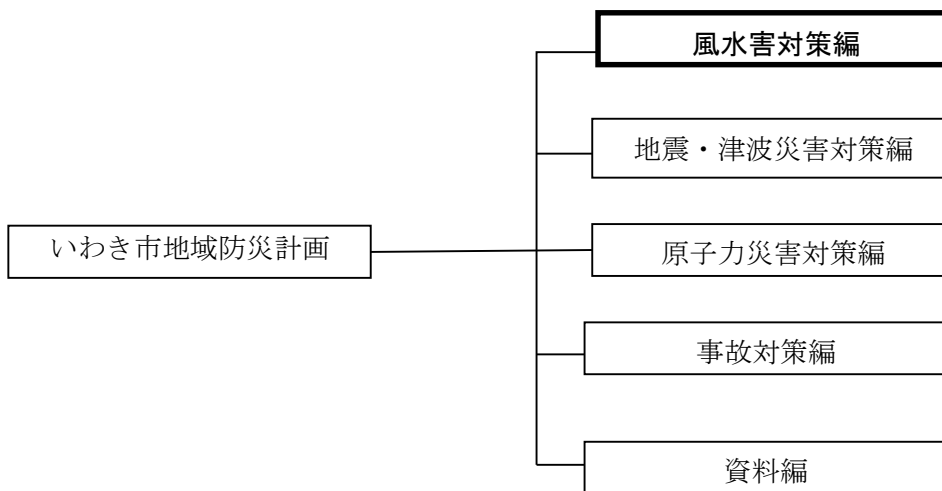 風水害対策編
地震・津波災害対策編
いわき市地域防災計画
原子力災害対策編
事故対策編
資料編